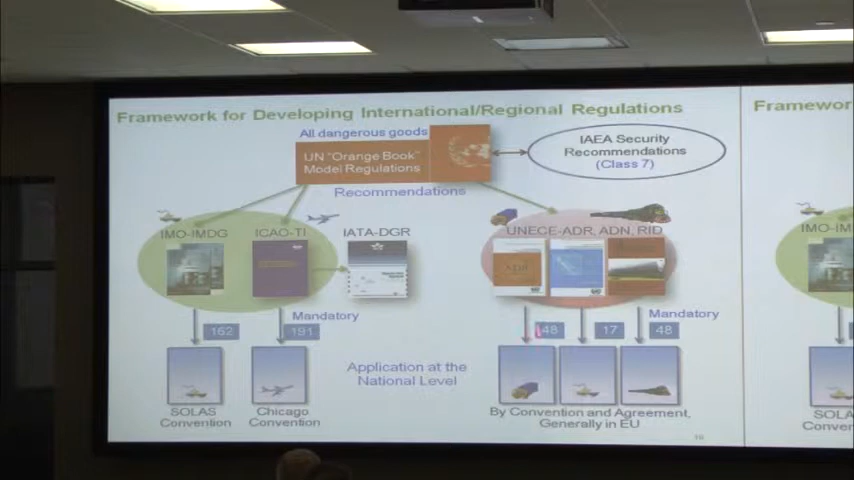 Framework for Developing International/Regional Regulations
All dangerous goods
UN "Orange Book"
Model Regulations
IAEA Security
Recommendations
(Class 7)
Recommendations
IMO-IMDG
ICAO-TI
IATA-DGR
UNECE-ADR, ADN, RID
ADR
Mandatory
162
191
Mandatory
48
17
48
Application at the
National Level
SOLAS
Convention
Chicago
Convention
By Convention and Agreement,
Generally in EU
16
Framewor
IMO-IM
SOLA
Conven